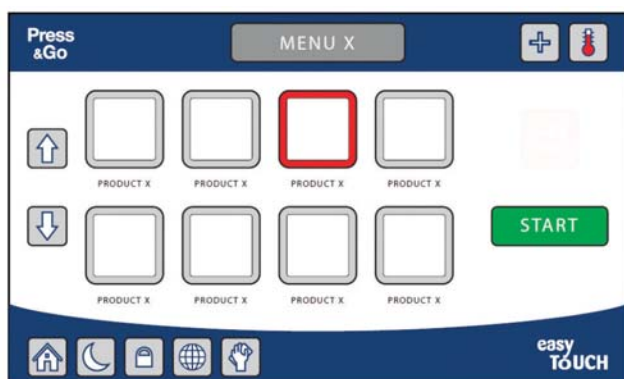 Press
&Go
MENU X
PRODUCT X
PRODUCT X
PRODUCT X
PRODUCT X
START
PRODUCT X
PRODUCT X
PRODUCT X
PRODUCT X
easy
TOUCH